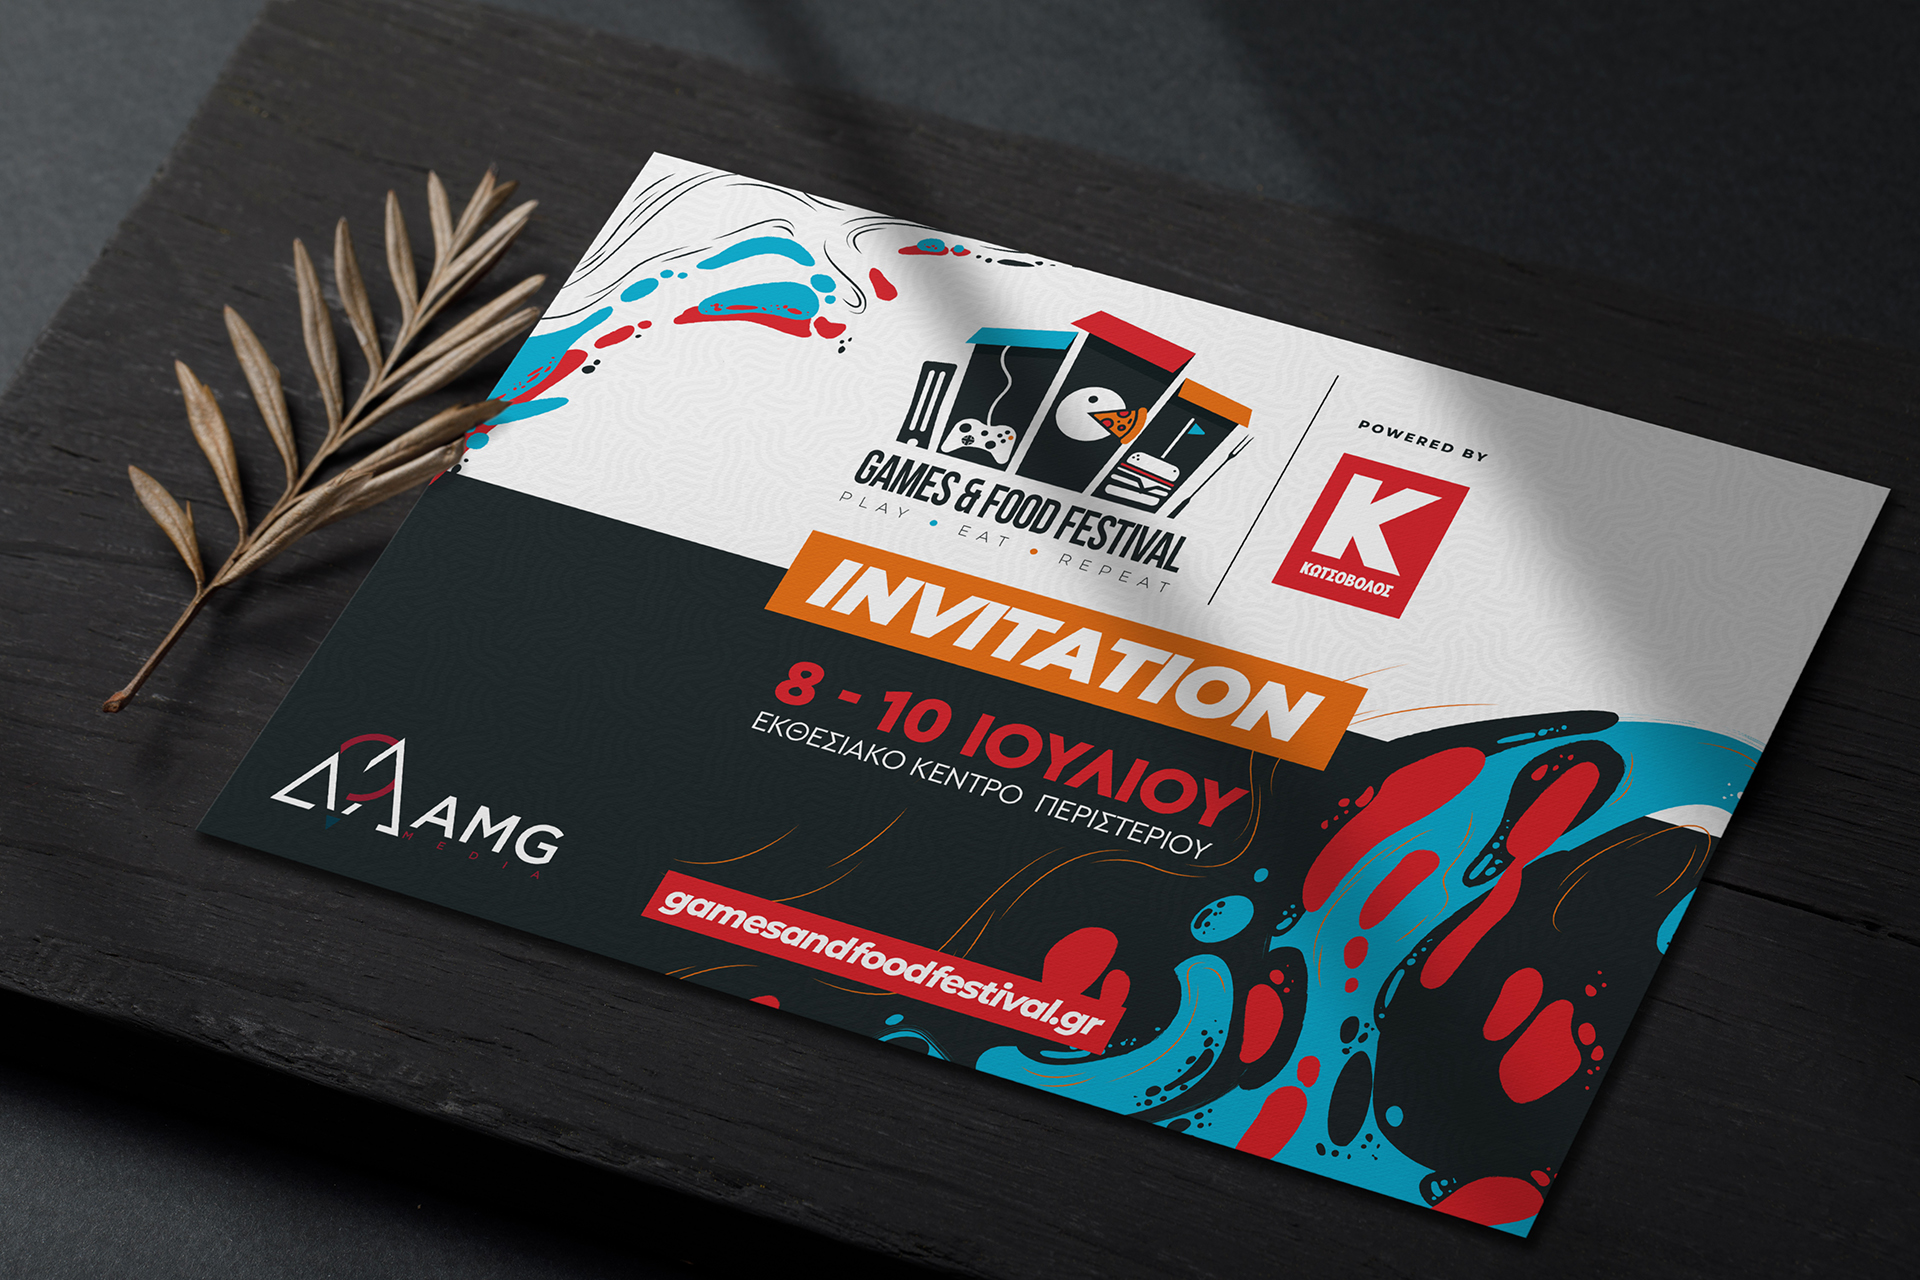 GAMES & FOOD FESTIVAL
PLAY • EAT • REPEAT
POWERED BY
K
ΚΩΤΣΟΒΟΛΟΣ
INVITATION
8 - 10 ΙΟΥΛΙΟΥ
ΕΚΘΕΣΙΑΚΟ ΚΕΝΤΡΟ ΠΕΡΙΣΤΕΡΙΟΥ
AMG
MEDIA
gamesandfoodfestival.gr